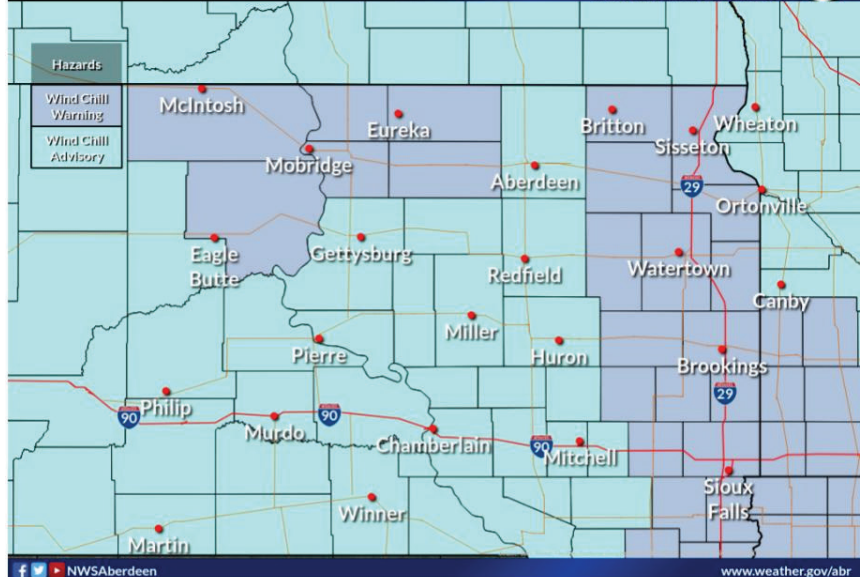 Hazards
Wind Chill
Warning
Wind Chill
Advisory
McIntosh
Eureka
Britton
Wheaton
Sisseton
Mobridge
Aberdeen
29
Ortonville
Eagle
Butte
Gettysburg
Redfield
Watertown
Canby
Miller
Pierre
Huron
Brookings
29
Philip
90
90
Murdo
Chamberlain
90
Mitchell
Sioux
Falls
Winner
Martin
NWSAberdeen
www.weather.gov/abr